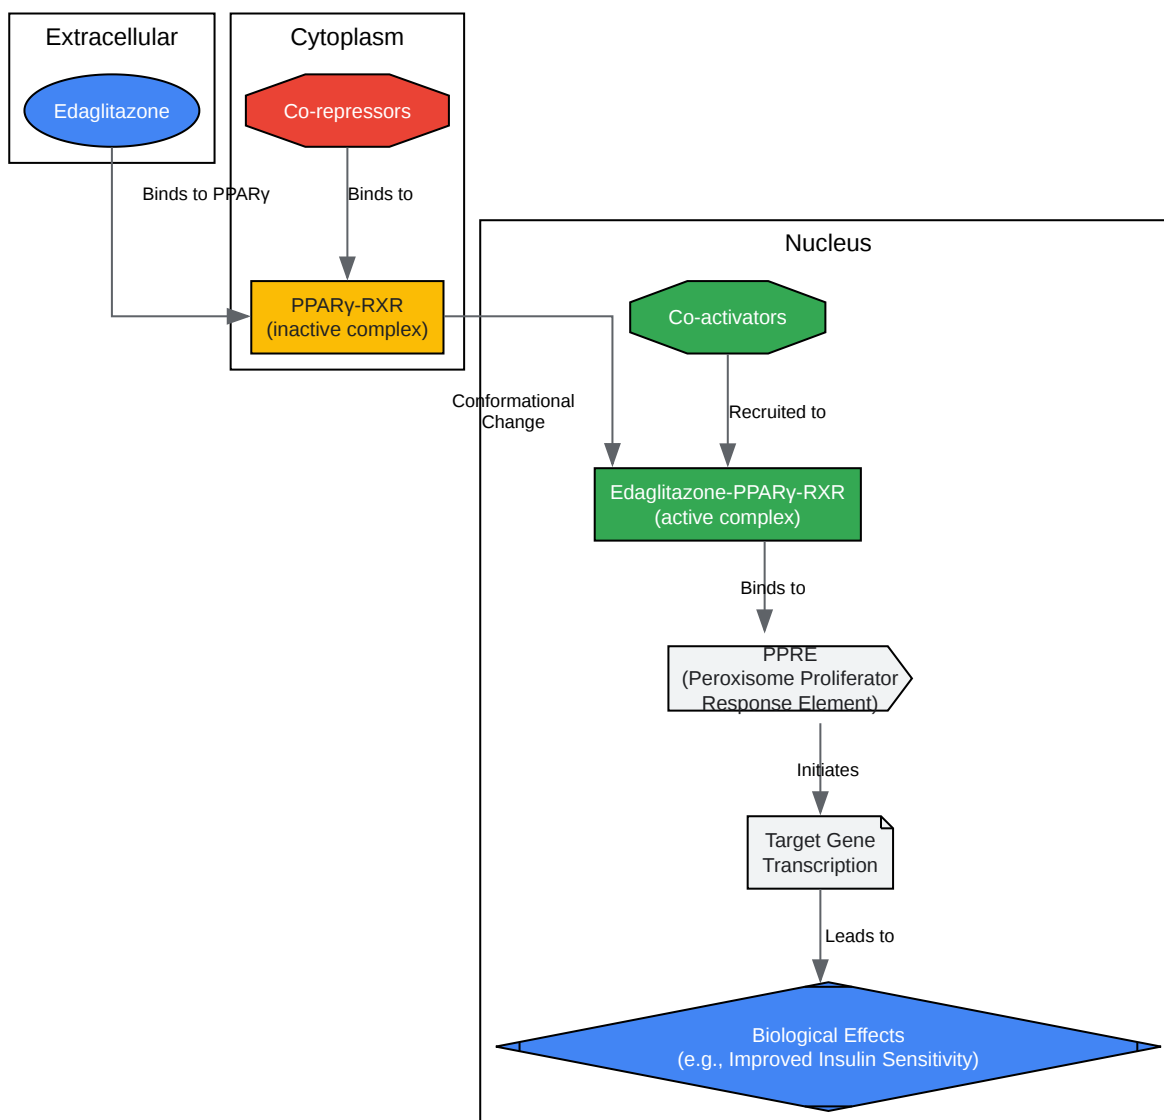 Extracellular
Cytoplasm
Edaglitazone
Co-repressors
Binds to PPARγ
Binds to
Nucleus
PPARγ-RXR
(inactive complex)
Co-activators
Conformational
Change
Recruited to
Edaglitazone-PPARγ-RXR
(active complex)
Binds to
PPRE
(Peroxisome Proliferator
Response Element)
Initiates
Target Gene
Transcription
Leads to
Biological Effects
(e.g., Improved Insulin Sensitivity)